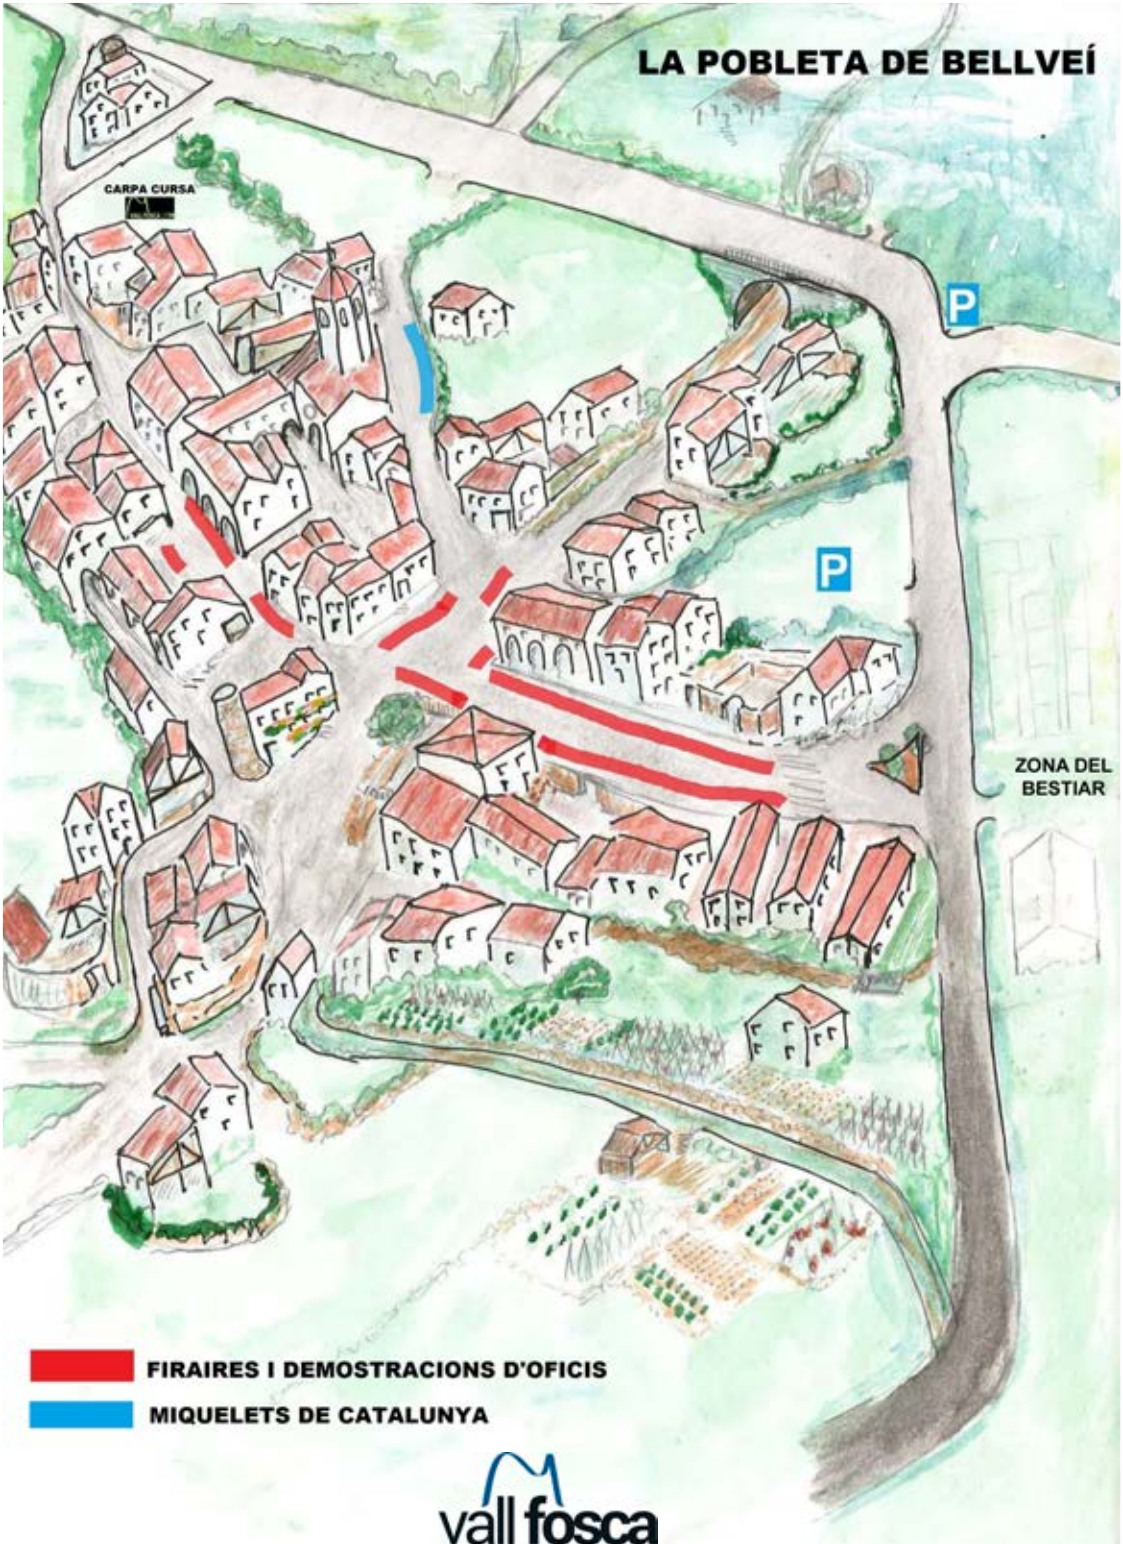 LA POBLETA DE BELLVEÍ
CARPA CURSA
P
P
ZONA DEL
BESTIAR
FIRAIRES I DEMOSTRACIONS D'OFICIS
MIQUELETS DE CATALUNYA
vall fosca